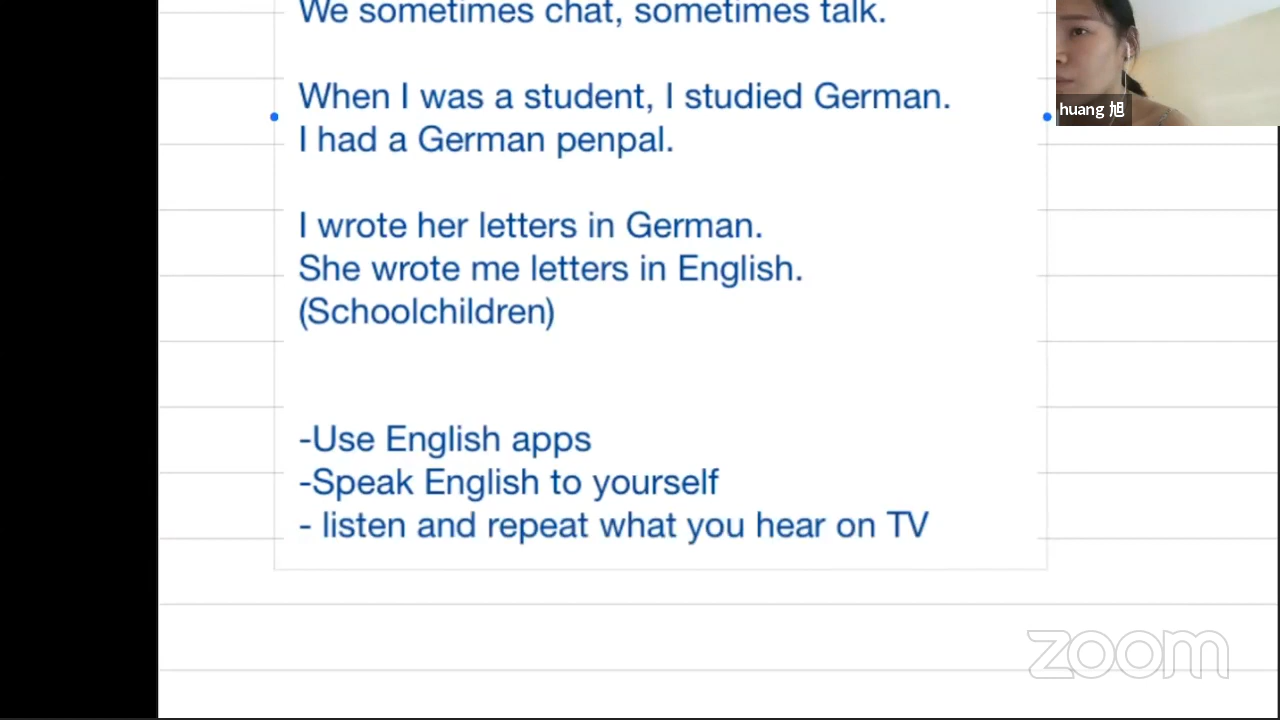 We sometimes chat, sometimes talk.
huang 旭
When I was a student, I studied German.
I had a German penpal.
I wrote her letters in German.
She wrote me letters in English.
(Schoolchildren)
-Use English apps
-Speak English to yourself
- listen and repeat what you hear on TV
zoom